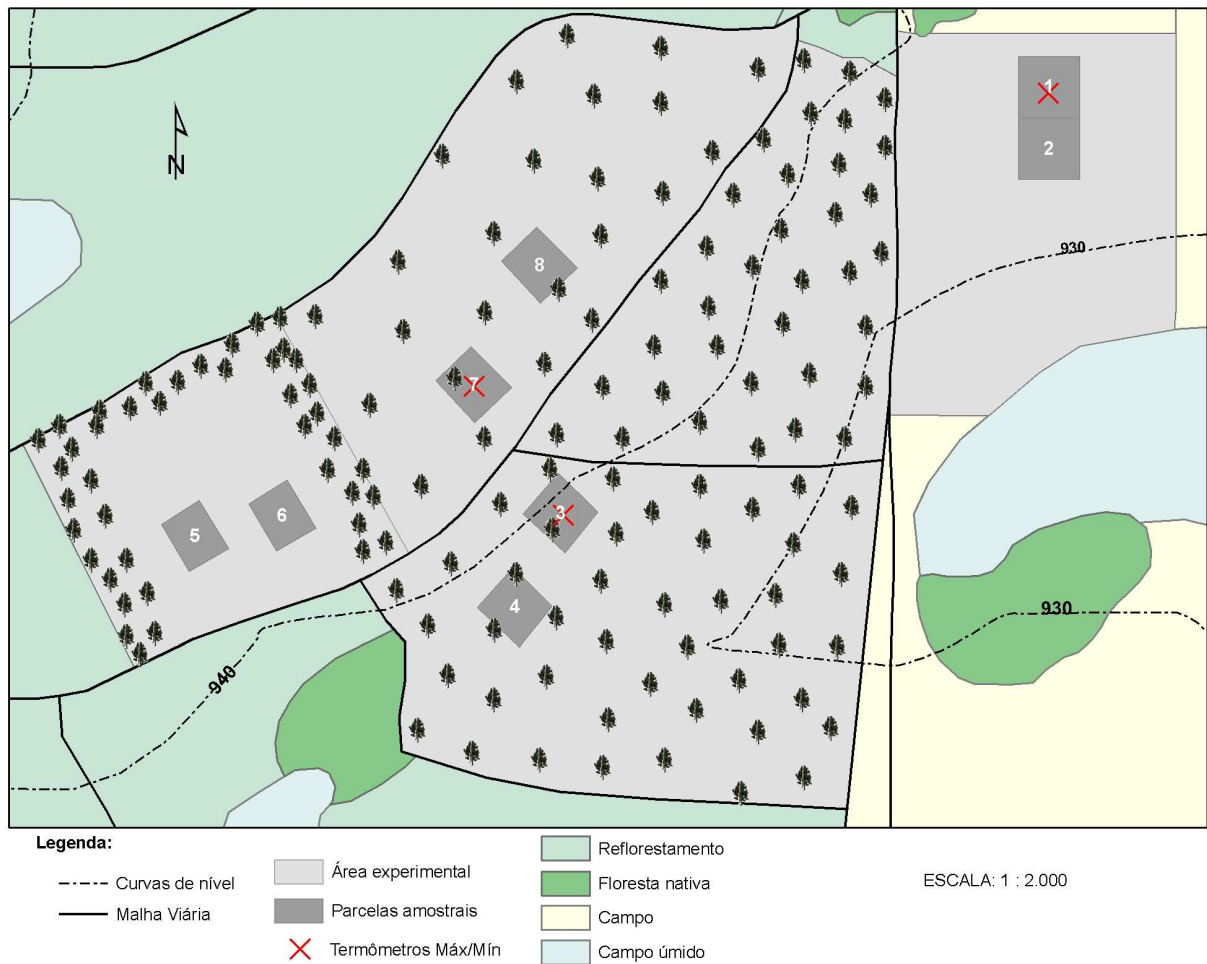 1
2
N
930
8
7
3
6
5
4
930
940
Legenda:
Curvas de nível
Malha Viária
Área experimental
Parcelas amostrais
Termômetros Máx/Mín
Reflorestamento
Floresta nativa
Campo
Campo úmido
ESCALA: 1 : 2.000